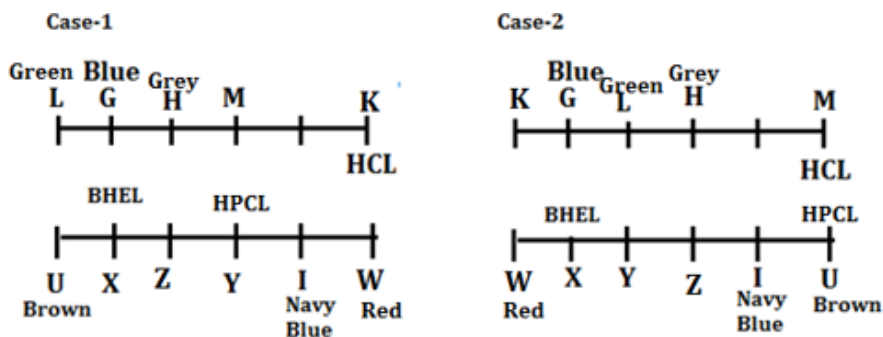 Case-1
Green Blue Grey
L G H M K
HCL
BHEL HPCL
U X Z Y I W
Brown Navy Blue Red
Case-2
Blue Green Grey
K G L H M
HCL
BHEL HPCL
W X Y Z I U
Red Navy Blue Brown